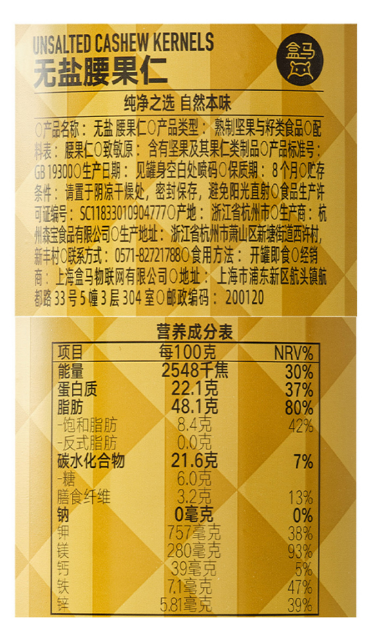 UNSALTED CASHEW KERNELS
无盐腰果仁
盒马
纯净之选 自然本味
○产品名称：无盐腰果仁○产品类型：熟制坚果与籽类食品○配
料表：腰果仁○致敏原：含有坚果及其果仁类制品○产品标准号：
GB 19300○生产日期：见罐身空白处喷码○保质期：8个月○贮存
条件：请置于阴凉干燥处，密封保存，避免阳光直射○食品生产许
可证编号：SC11833010904777○产地：浙江省杭州市○生产商：杭
州森宝食品有限公司○生产地址：浙江省杭州市萧山区新塘街道西许村，
新丰村○联系方式：0571-82721788○食用方法：开罐即食○经销
商：上海盒马物联网有限公司○地址：上海市浦东新区航头镇航
都路33号5幢3层304室○邮政编码：200120
营养成分表
项目 每100克 NRV%
能量 2548千焦 30%
蛋白质 22.1克 37%
脂肪 48.1克 80%
-饱和脂肪 8.4克 42%
-反式脂肪 0.0克
碳水化合物 21.6克 7%
-糖 6.0克
膳食纤维 3.2克 13%
钠 0毫克 0%
钾 757毫克 38%
镁 280毫克 93%
钙 39毫克 5%
铁 7.1毫克 47%
锌 5.81毫克 39%